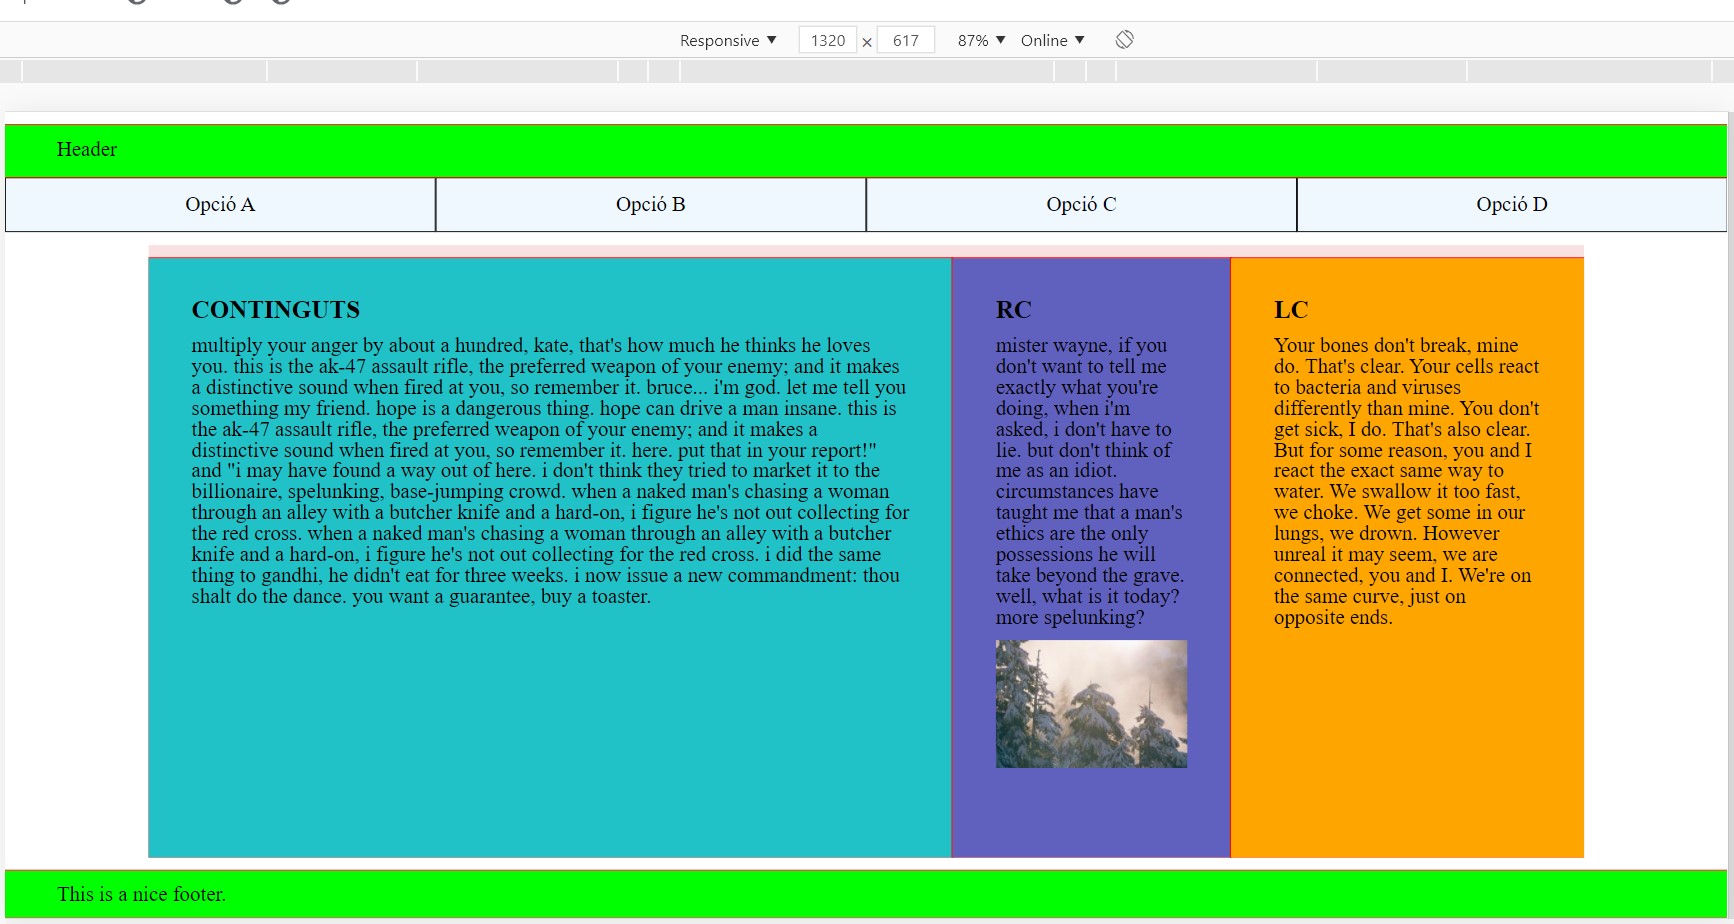 Responsive ▼ 1320 × 617 87% ▼ Online ▼
Header
Opció A
Opció B
Opció C
Opció D
CONTINGUTS
multiply your anger by about a hundred, kate, that's how much he thinks he loves
you. this is the ak-47 assault rifle, the preferred weapon of your enemy; and it makes
a distinctive sound when fired at you, so remember it. bruce... i'm god. let me tell you
something my friend. hope is a dangerous thing. hope can drive a man insane. this is
the ak-47 assault rifle, the preferred weapon of your enemy; and it makes a
distinctive sound when fired at you, so remember it. here. put that in your report!"
and "i may have found a way out of here. i don't think they tried to market it to the
billionaire, spelunking, base-jumping crowd. when a naked man's chasing a woman
through an alley with a butcher knife and a hard-on, i figure he's not out collecting for
the red cross. when a naked man's chasing a woman through an alley with a butcher
knife and a hard-on, i figure he's not out collecting for the red cross. i did the same
thing to gandhi, he didn't eat for three weeks. i now issue a new commandment: thou
shalt do the dance. you want a guarantee, buy a toaster.
RC
mister wayne, if you
don't want to tell me
exactly what you're
doing, when i'm
asked, i don't have to
lie. but don't think of
me as an idiot.
circumstances have
taught me that a man's
ethics are the only
possessions he will
take beyond the grave.
well, what is it today?
more spelunking?
LC
Your bones don't break, mine
do. That's clear. Your cells react
to bacteria and viruses
differently than mine. You don't
get sick, I do. That's also clear.
But for some reason, you and I
react the exact same way to
water. We swallow it too fast,
we choke. We get some in our
lungs, we drown. However
unreal it may seem, we are
connected, you and I. We're on
the same curve, just on
opposite ends.
This is a nice footer.